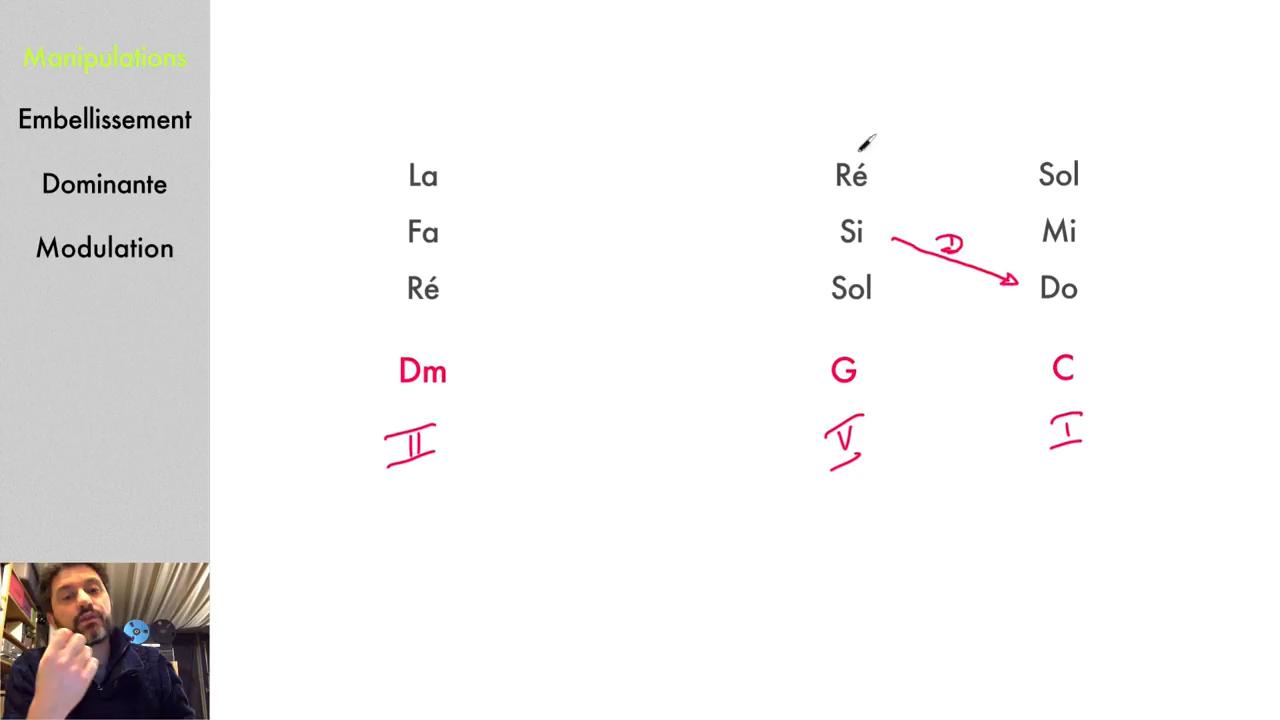 Manipulations
Embellissement
Dominante
Modulation
La Ré Sol
Fa Si D Mi
Ré Sol Do
Dm G C
II V I